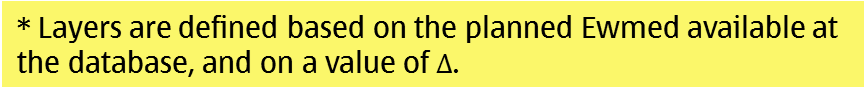 * Layers are defined based on the planned Ewmed available at
the database, and on a value of Δ.